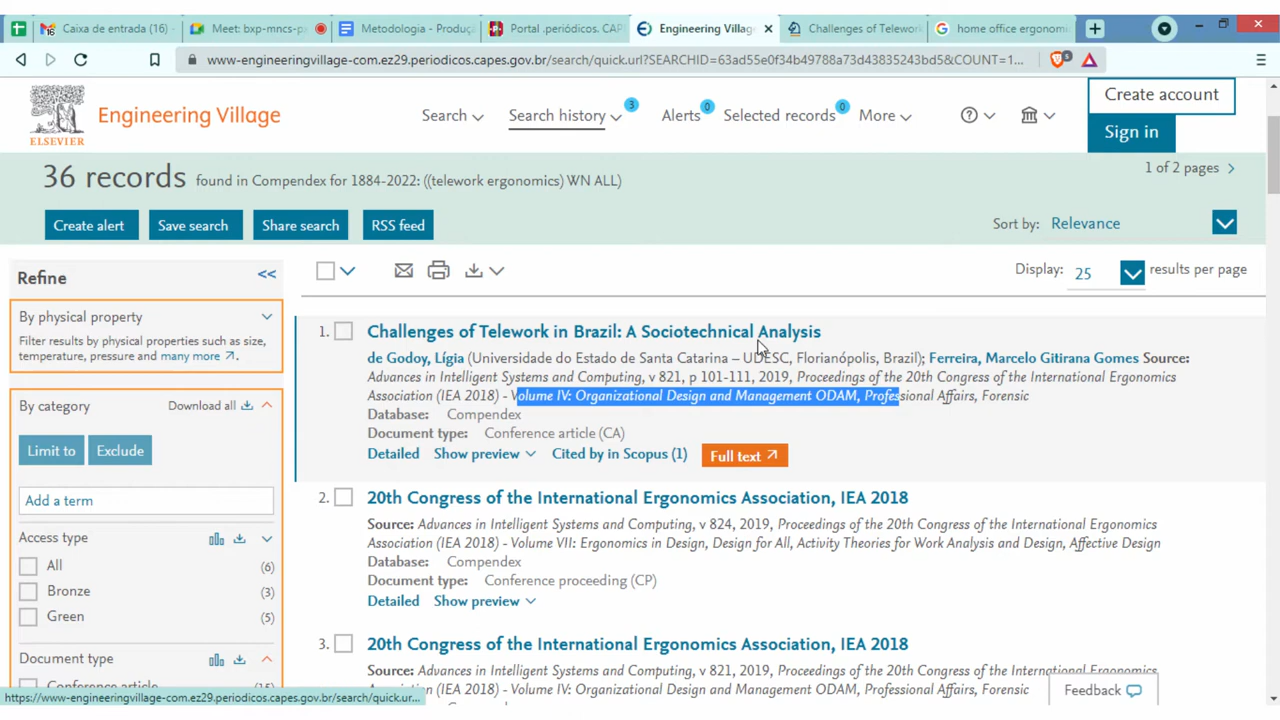 Caixa de entrada (16)
Meet: bxp-mncs-p
Metodologia - Produç
Portal .periódicos. CAP
Engineering Villag
Challenges of Telewor
home office ergonomi
www-engineeringvillage-com.ez29.periodicos.capes.gov.br/search/quick.url?SEARCHID=63ad55e0f34b49788a73d43835243bd5&COUNT=1...
ELSEVIER
Engineering Village
Search
Search history
3
Alerts
0
Selected records
0
More
Create account
Sign in
36 records found in Compendex for 1884-2022: ((telework ergonomics) WN ALL)
1 of 2 pages
Create alert
Save search
Share search
RSS feed
Sort by: Relevance
Refine
<<
Display: 25 results per page
By physical property
Filter results by physical properties such as size,
temperature, pressure and many more
By category
Download all
Limit to
Exclude
Add a term
Access type
All (6)
Bronze (3)
Green (5)
Document type
1. Challenges of Telework in Brazil: A Sociotechnical Analysis
de Godoy, Lígia (Universidade do Estado de Santa Catarina – UDESC, Florianópolis, Brazil); Ferreira, Marcelo Gitirana Gomes Source:
Advances in Intelligent Systems and Computing, v 821, p 101-111, 2019, Proceedings of the 20th Congress of the International Ergonomics
Association (IEA 2018) - Volume IV: Organizational Design and Management ODAM, Professional Affairs, Forensic
Database: Compendex
Document type: Conference article (CA)
Detailed Show preview Cited by in Scopus (1) Full text
2. 20th Congress of the International Ergonomics Association, IEA 2018
Source: Advances in Intelligent Systems and Computing, v 824, 2019, Proceedings of the 20th Congress of the International Ergonomics
Association (IEA 2018) - Volume VII: Ergonomics in Design, Design for All, Activity Theories for Work Analysis and Design, Affective Design
Database: Compendex
Document type: Conference proceeding (CP)
Detailed Show preview
3. 20th Congress of the International Ergonomics Association, IEA 2018
Source: Advances in Intelligent Systems and Computing, v 821, 2019, Proceedings of the 20th Congress of the International Ergonomics
Association (IEA 2018) - Volume IV: Organizational Design and Management ODAM, Professional Affairs, Forensic
Feedback
https://www-engineeringvillage-com.ez29.periodicos.capes.gov.br/search/quick.ur...